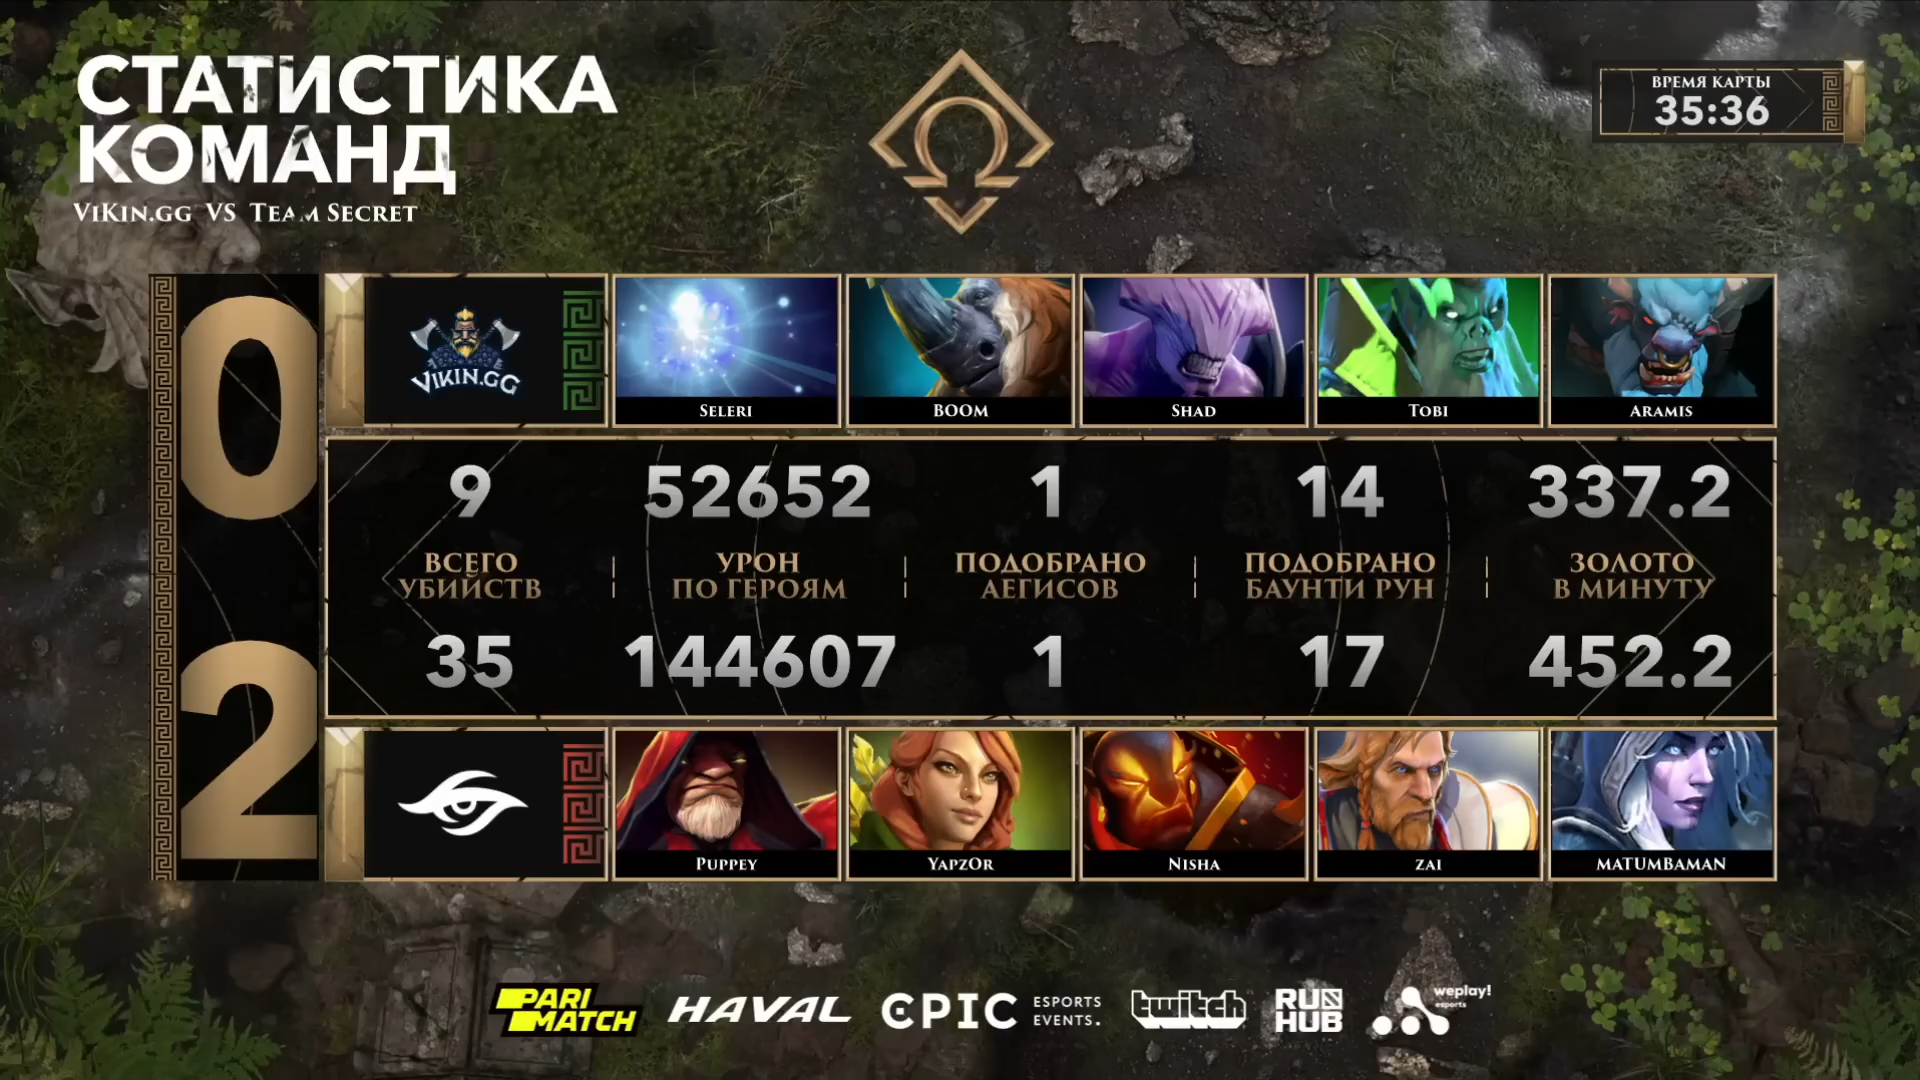 СТАТИСТИКА
КОМАНД
ViKin.gg VS Team Secret
ВРЕМЯ КАРТЫ
35:36
0
VIKIN.GG
Seleri
BOOM
Shad
Tobi
Aramis
9
52652
1
14
337.2
ВСЕГО
УБИЙСТВ
УРОН
ПО ГЕРОЯМ
ПОДОБРАНО
АЕГИСОВ
ПОДОБРАНО
БАУНТИ РУН
ЗОЛОТО
В МИНУТУ
35
144607
1
17
452.2
2
Puppey
YapzOr
Nisha
zai
MATUMBAMAN
PARI
MATCH
HAVAL
EPIC
ESPORTS
EVENTS.
twitch
RU
HUB
weplay!
esports